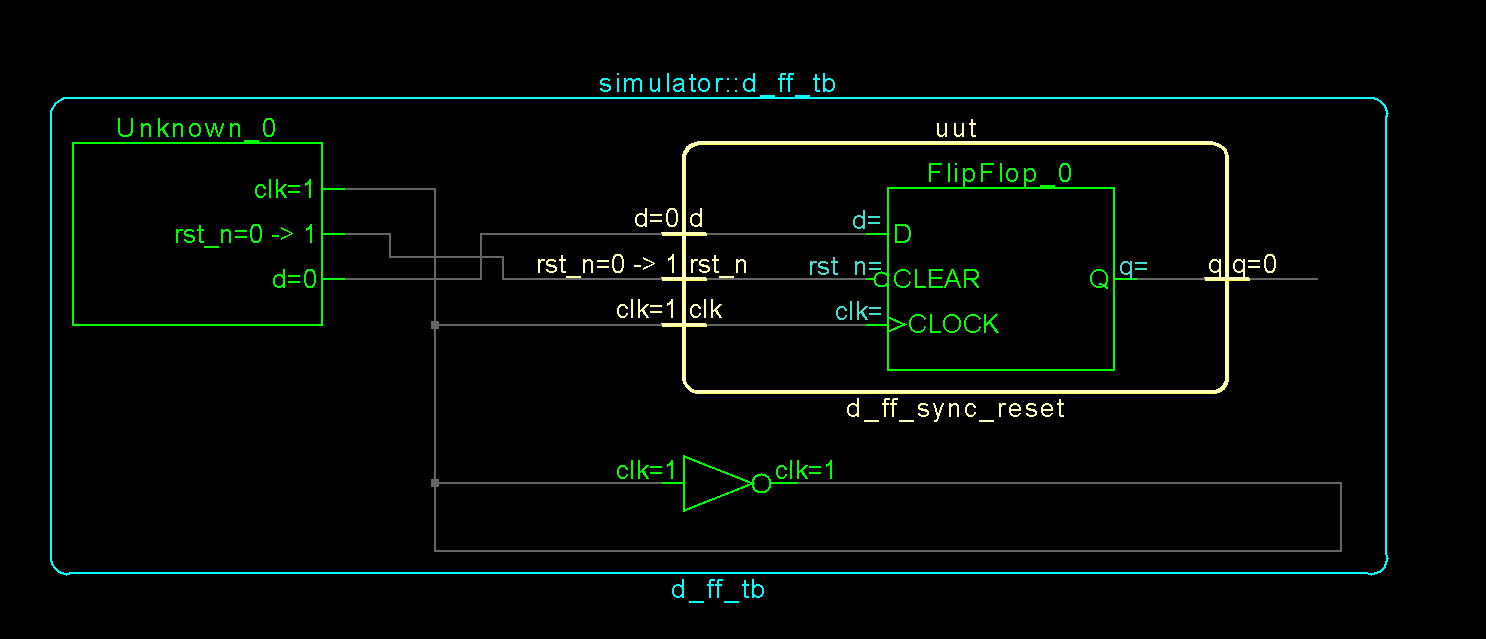 simulator::d_ff_tb
Unknown_0
clk=1
rst_n=0 -> 1
d=0
uut
FlipFlop_0
d=0 d
d=
D
rst_n=0 -> 1 rst_n
rst_n=
CLEAR
Q
q=
q q=0
clk=1 clk
clk=
CLOCK
d_ff_sync_reset
clk=1
clk=1
d_ff_tb